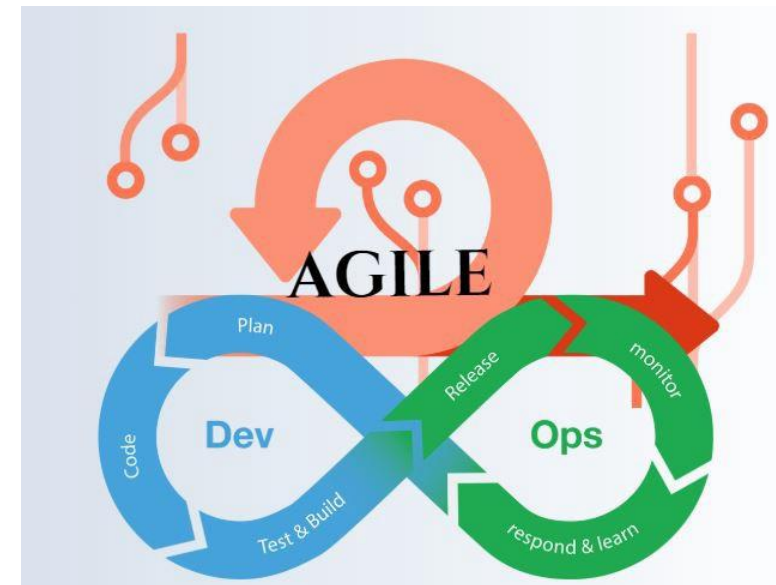 AGILE
Plan
Release
monitor
Dev
Ops
Code
Test & Build
respond & learn